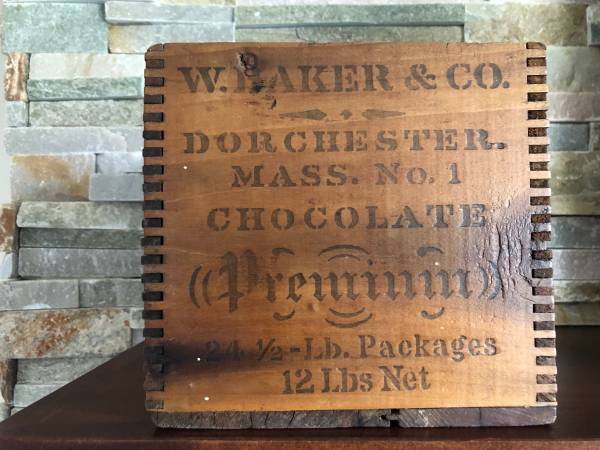 W. BAKER & CO.
DORCHESTER.
MASS. No. 1
CHOCOLATE
((Premium))
24 ½-Lb. Packages
12 Lbs Net